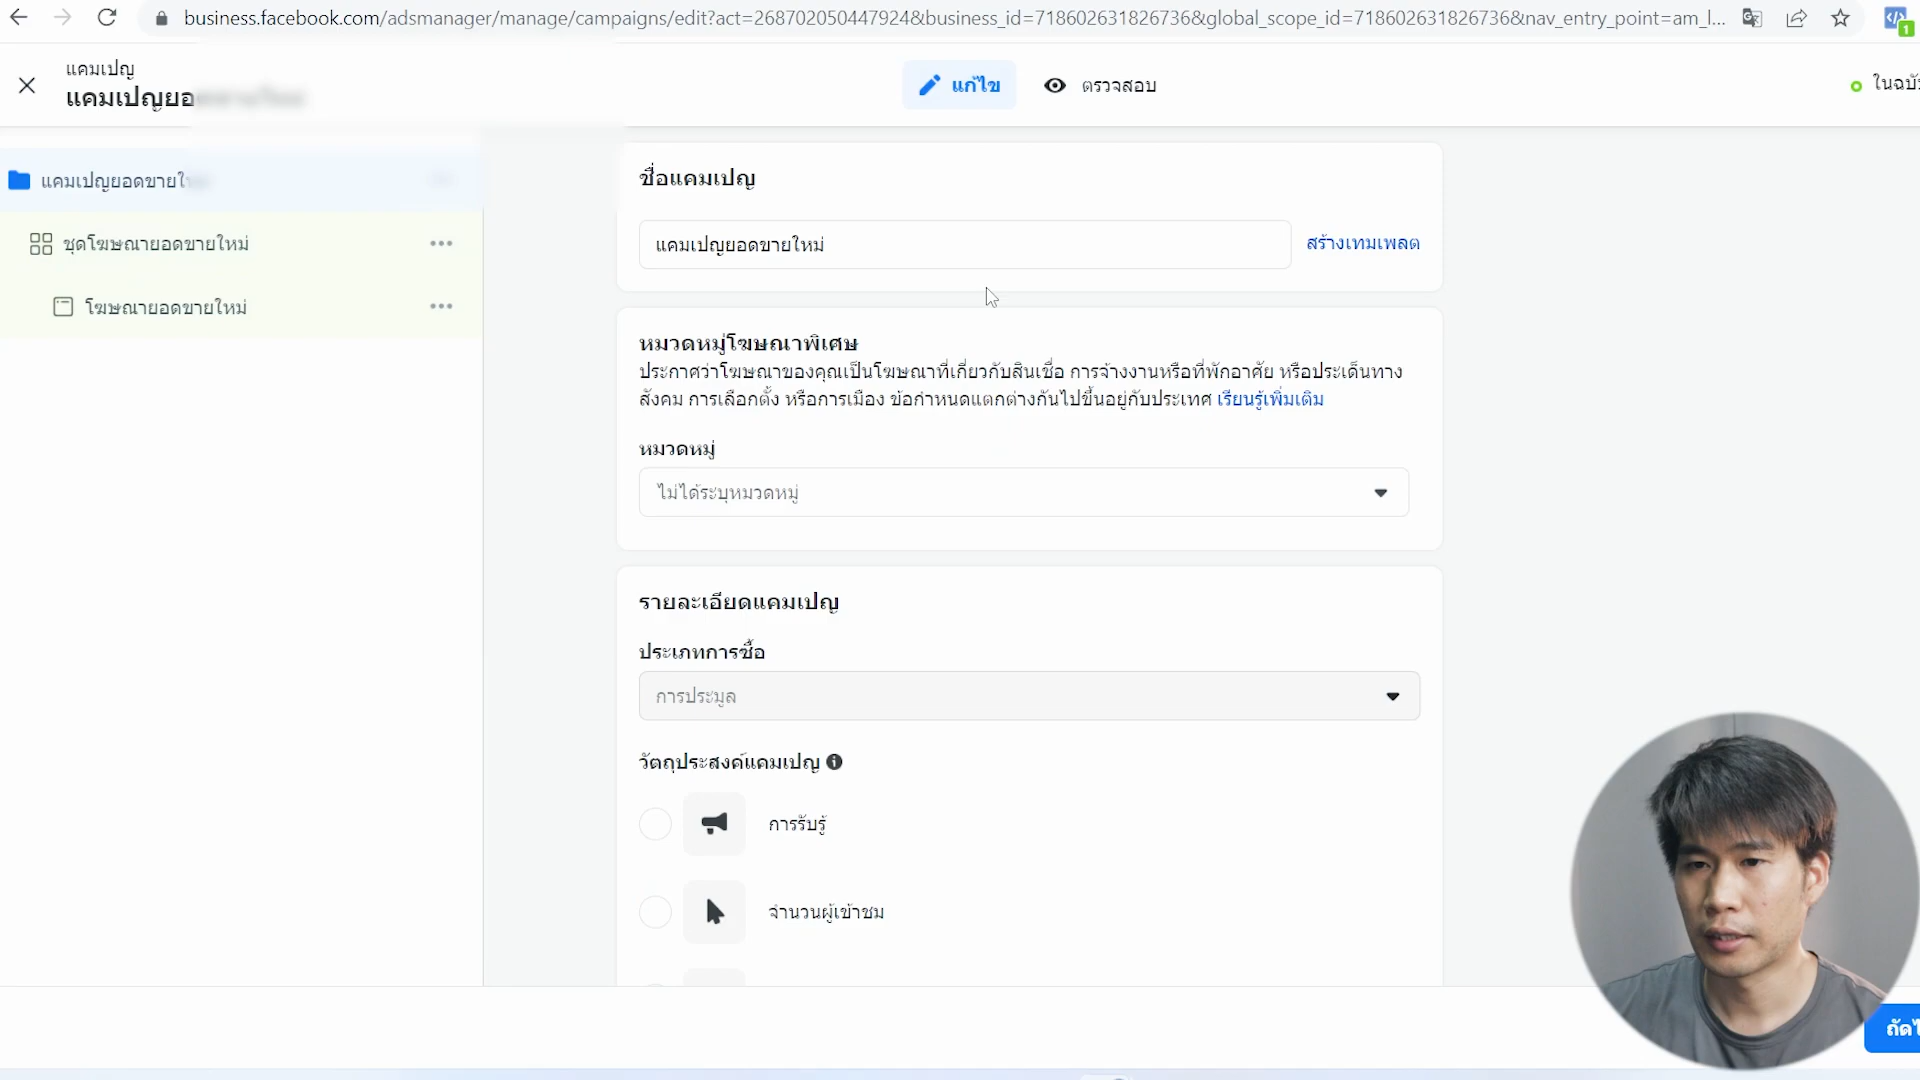 business.facebook.com/adsmanager/manage/campaigns/edit?act=268702050447924&business_id=718602631826736&global_scope_id=718602631826736&nav_entry_point=am_l...
1
แคมเปญ
แคมเปญยอ
แก้ไข
ตรวจสอบ
แคมเปญยอดขาย
ชุดโฆษณายอดขายใหม่
โฆษณายอดขายใหม่
ชื่อแคมเปญ
แคมเปญยอดขายใหม่
สร้างเทมเพลต
หมวดหมู่โฆษณาพิเศษ
ประกาศว่าโฆษณาของคุณเป็นโฆษณาที่เกี่ยวกับสินเชื่อ การจ้างงานหรือที่พักอาศัย หรือประเด็นทาง
สังคม การเลือกตั้ง หรือการเมือง ข้อกำหนดแตกต่างกันไปขึ้นอยู่กับประเทศ เรียนรู้เพิ่มเติม
หมวดหมู่
ไม่ได้ระบุหมวดหมู่
รายละเอียดแคมเปญ
ประเภทการซื้อ
การประมูล
วัตถุประสงค์แคมเปญ
การรับรู้
จำนวนผู้เข้าชม